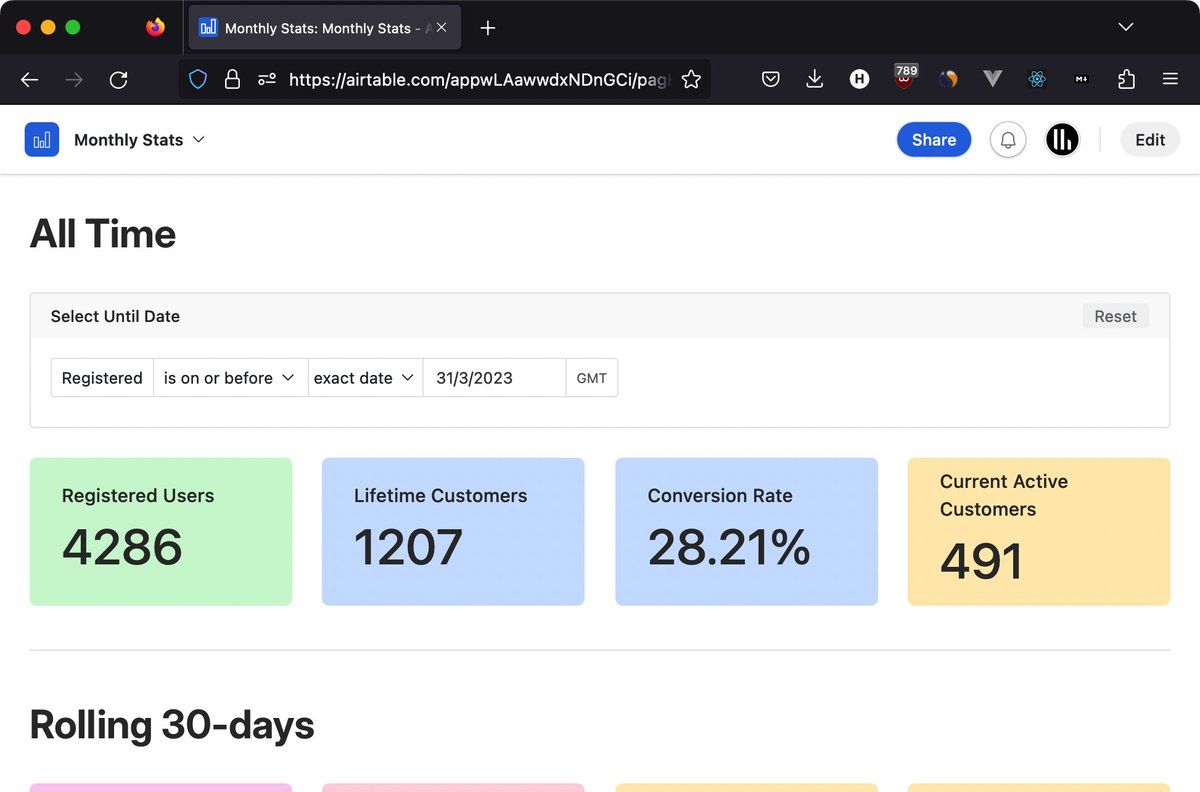 Monthly Stats: Monthly Stats - A
https://airtable.com/appwLAawwdxNDnGCi/pag
H
789
M↓
Monthly Stats
Share
Edit
All Time
Select Until Date
Reset
Registered
is on or before
exact date
31/3/2023
GMT
Registered Users
4286
Lifetime Customers
1207
Conversion Rate
28.21%
Current Active
Customers
491
Rolling 30-days